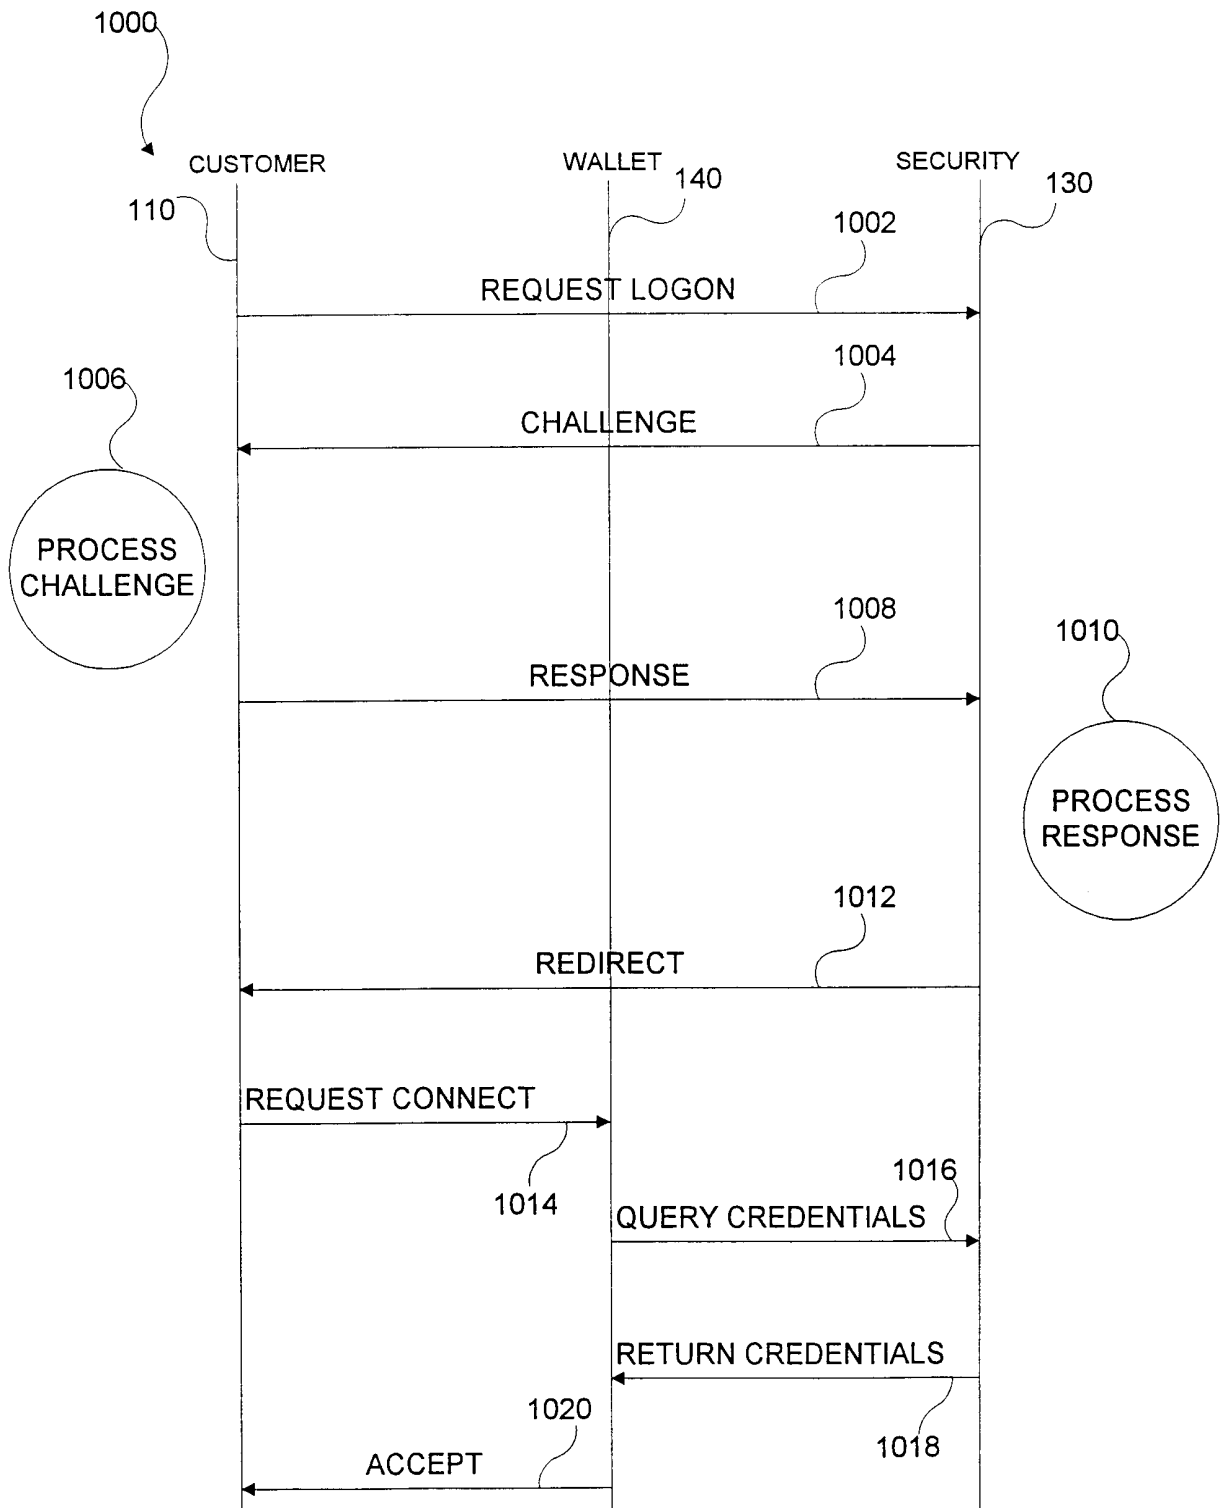 1000
CUSTOMER
WALLET
SECURITY
110
140
130
1002
REQUEST LOGON
1004
CHALLENGE
1006
PROCESS
CHALLENGE
1008
RESPONSE
1010
PROCESS
RESPONSE
1012
REDIRECT
REQUEST CONNECT
1014
1016
QUERY CREDENTIALS
RETURN CREDENTIALS
1018
1020
ACCEPT